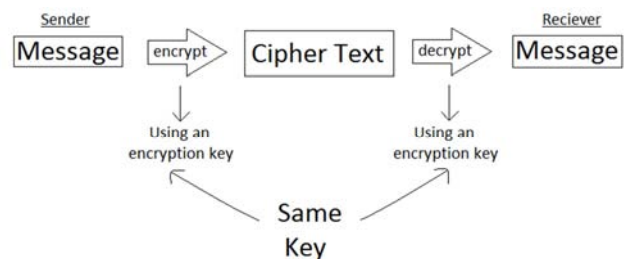 Sender
Reciever
Message
encrypt
Cipher Text
decrypt
Message
Using an
encryption key
Using an
encryption key
Same
Key